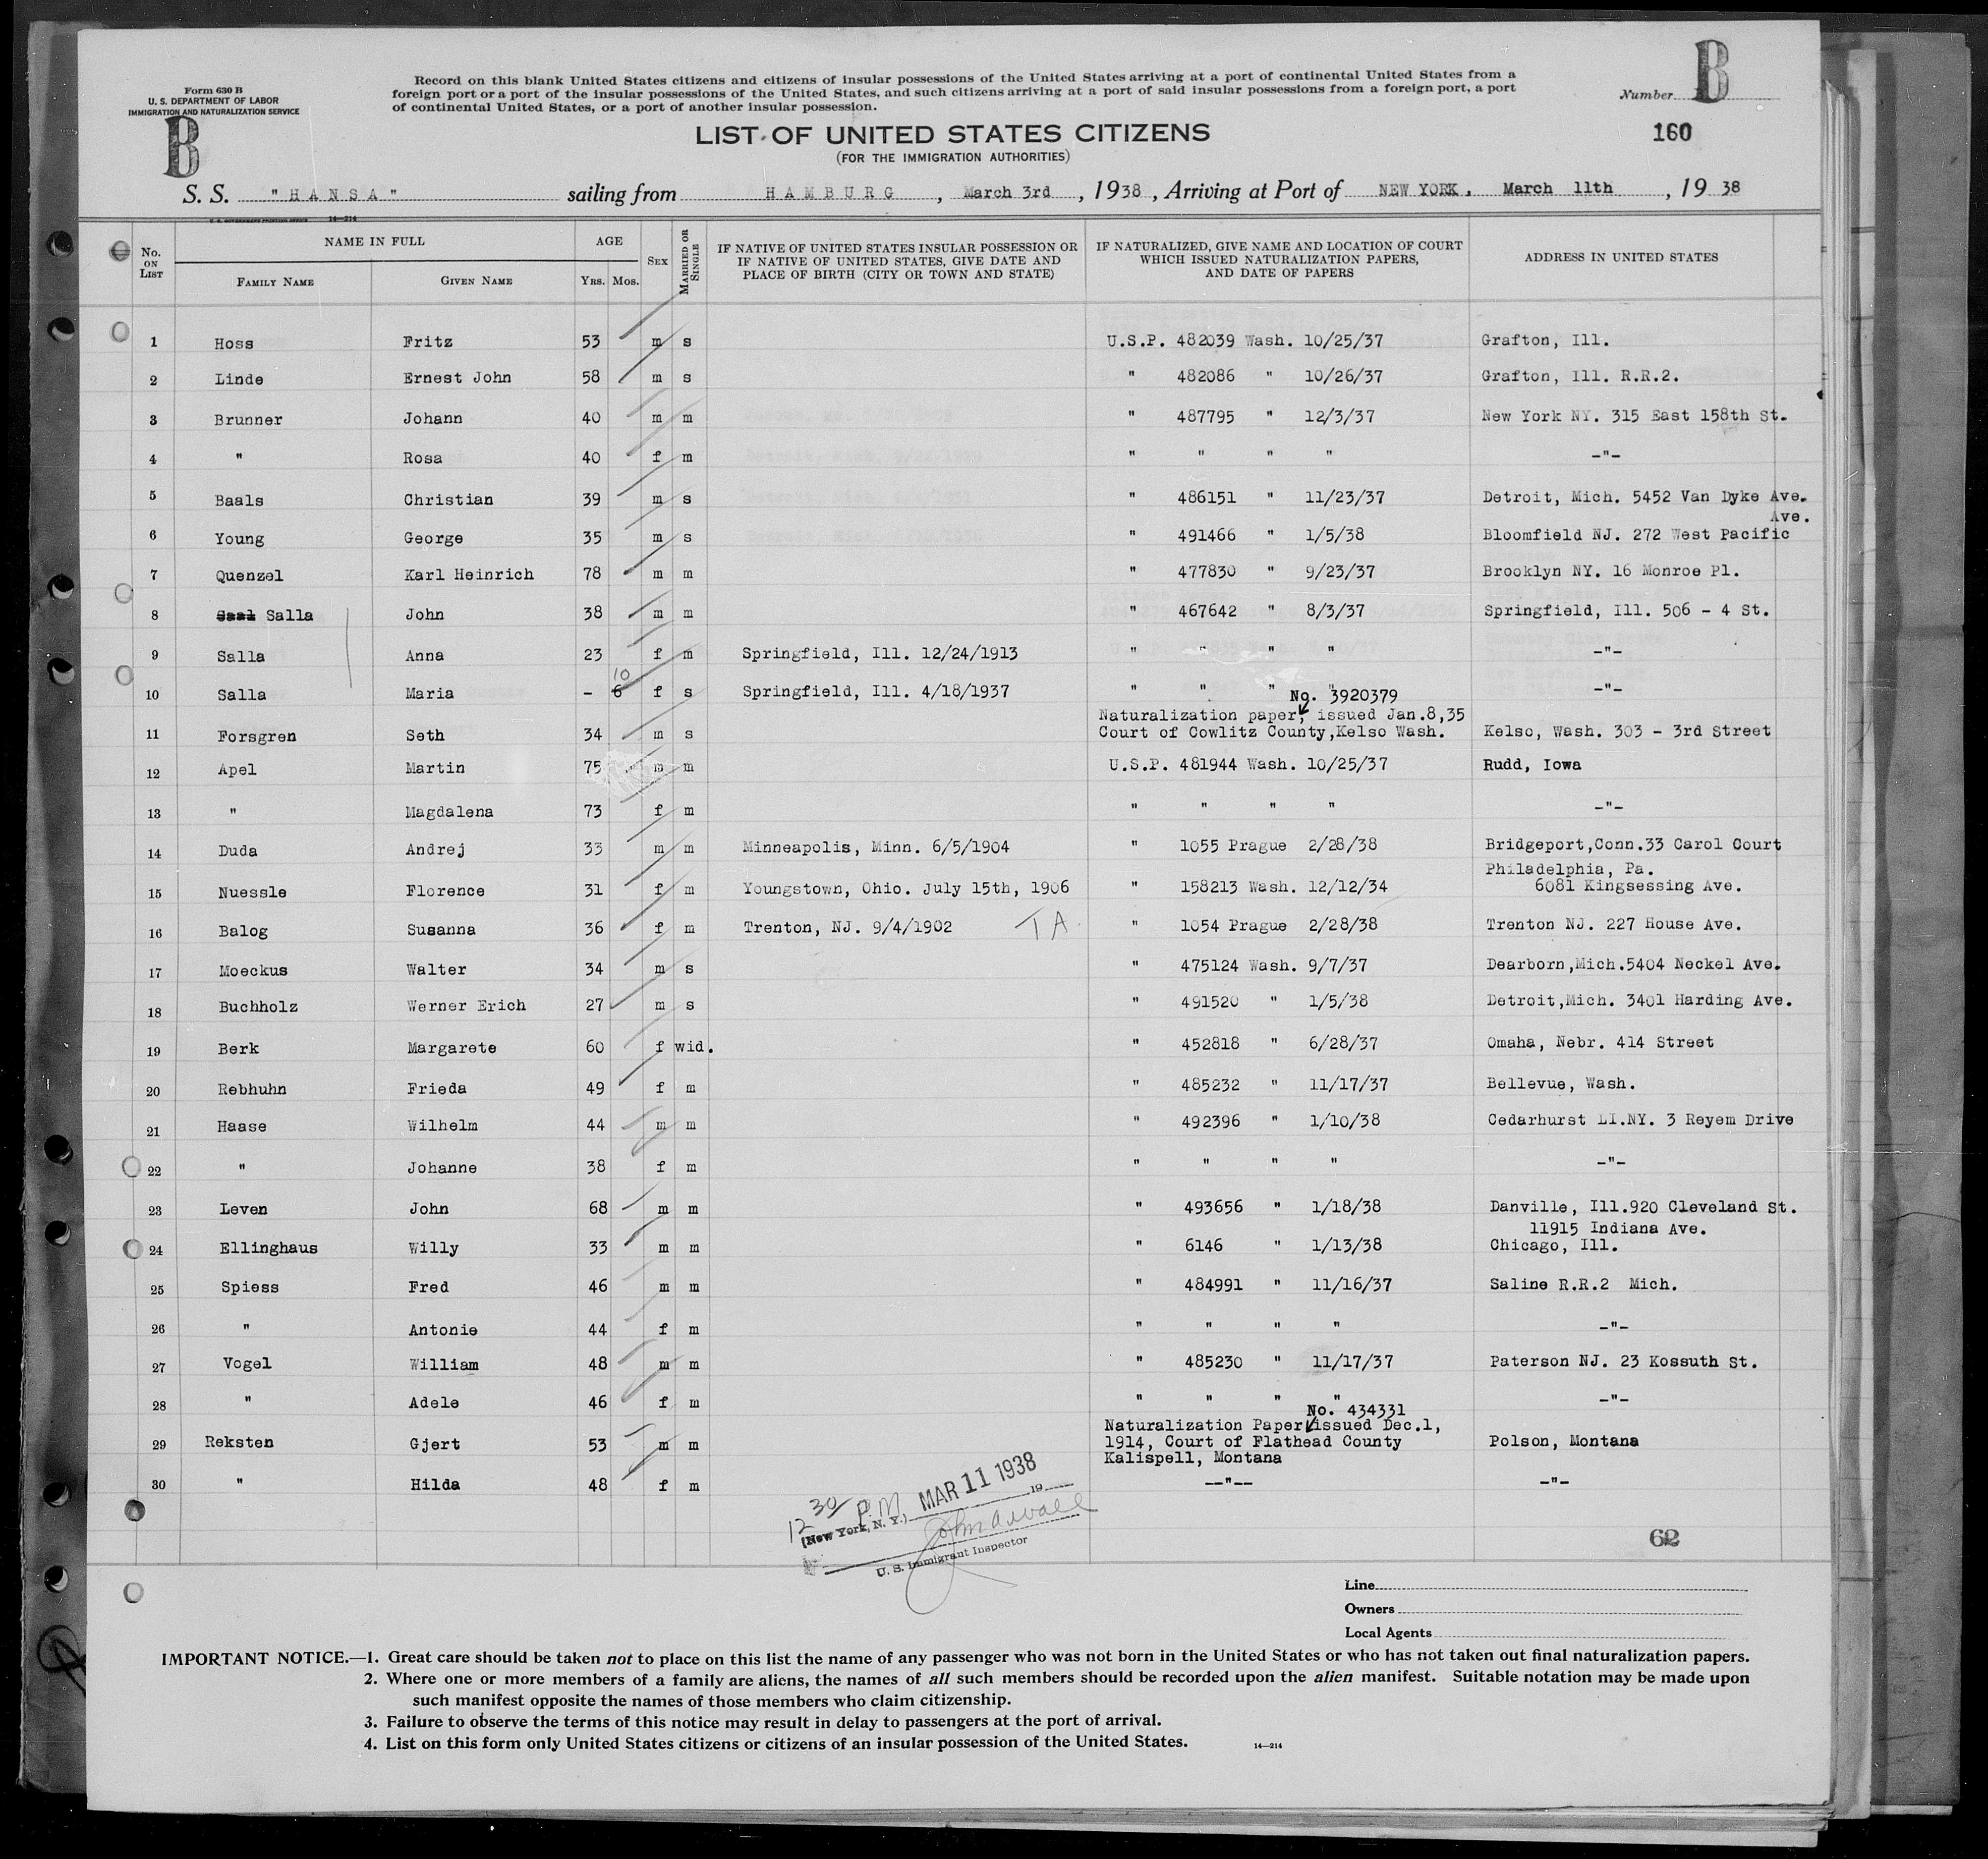 Form 630 B
U. S. DEPARTMENT OF LABOR
IMMIGRATION AND NATURALIZATION SERVICE
B
Record on this blank United States citizens and citizens of insular possessions of the United States arriving at a port of continental United States from a
foreign port or a port of the insular possessions of the United States, and such citizens arriving at a port of said insular possessions from a foreign port, a port
of continental United States, or a port of another insular possession.
Number B
160
LIST OF UNITED STATES CITIZENS
(FOR THE IMMIGRATION AUTHORITIES)
S. S. "HANSA" sailing from HAMBURG, March 3rd, 1938, Arriving at Port of NEW YORK, March 11th, 1938
U. S. GOVERNMENT PRINTING OFFICE 14—214
No. ON LIST NAME IN FULL FAMILY NAME GIVEN NAME AGE YRS. MOS. SEX MARRIED OR SINGLE IF NATIVE OF UNITED STATES INSULAR POSSESSION OR IF NATIVE OF UNITED STATES, GIVE DATE AND PLACE OF BIRTH (CITY OR TOWN AND STATE) IF NATURALIZED, GIVE NAME AND LOCATION OF COURT WHICH ISSUED NATURALIZATION PAPERS, AND DATE OF PAPERS ADDRESS IN UNITED STATES
1 Hoss Fritz 53 m s U.S.P. 482039 Wash. 10/25/37 Grafton, Ill.
2 Linde Ernest John 58 m s " 482086 " 10/26/37 Grafton, Ill. R.R.2.
3 Brunner Johann 40 m m " 487795 " 12/3/37 New York NY. 315 East 158th St.
4 " Rosa 40 f m " " " " -"-
5 Baals Christian 39 m s " 486151 " 11/23/37 Detroit, Mich. 5452 Van Dyke Ave.
6 Young George 35 m s " 491466 " 1/5/38 Bloomfield NJ. 272 West Pacific Ave.
7 Quenzel Karl Heinrich 78 m m " 477830 " 9/23/37 Brooklyn NY. 16 Monroe Pl.
8 Saal Salla John 38 m m " 467642 " 8/3/37 Springfield, Ill. 506 - 4 St.
9 Salla Anna 23 f m Springfield, Ill. 12/24/1913 " " " " -"-
10 Salla Maria - 6 10 f s Springfield, Ill. 4/18/1937 " " " " -"-
11 Forsgren Seth 34 m s Naturalization paper, No. 3920379 issued Jan.8,35
Court of Cowlitz County,Kelso Wash. Kelso, Wash. 303 - 3rd Street
12 Apel Martin 75 m m U.S.P. 481944 Wash. 10/25/37 Rudd, Iowa
13 " Magdalena 73 f m " " " " -"-
14 Duda Andrej 33 m m Minneapolis, Minn. 6/5/1904 " 1055 Prague 2/28/38 Bridgeport,Conn.33 Carol Court
15 Nuessle Florence 31 f m Youngstown, Ohio. July 15th, 1906 " 158213 Wash. 12/12/34 Philadelphia, Pa.
6081 Kingsessing Ave.
16 Balog Susanna 36 f m Trenton, NJ. 9/4/1902 TA " 1054 Prague 2/28/38 Trenton NJ. 227 House Ave.
17 Moeckus Walter 34 m s " 475124 Wash. 9/7/37 Dearborn,Mich.5404 Neckel Ave.
18 Buchholz Werner Erich 27 m s " 491520 " 1/5/38 Detroit,Mich. 3401 Harding Ave.
19 Berk Margarete 60 f wid. " 452818 " 6/28/37 Omaha, Nebr. 414 Street
20 Rebhuhn Frieda 49 f m " 485232 " 11/17/37 Bellevue, Wash.
21 Haase Wilhelm 44 m m " 492396 " 1/10/38 Cedarhurst LI.NY. 3 Reyem Drive
22 " Johanne 38 f m " " " " -"-
23 Leven John 68 m m " 493656 " 1/18/38 Danville, Ill.920 Cleveland St.
24 Ellinghaus Willy 33 m m " 6146 " 1/13/38 11915 Indiana Ave.
Chicago, Ill.
25 Spiess Fred 46 m m " 484991 " 11/16/37 Saline R.R.2 Mich.
26 " Antonie 44 f m " " " " -"-
27 Vogel William 48 m m " 485230 " 11/17/37 Paterson NJ. 23 Kossuth St.
28 " Adele 46 f m " " " " -"-
29 Reksten Gjert 53 m m Naturalization Paper No. 434331 issued Dec.1,
1914, Court of Flathead County Polson, Montana
Kalispell, Montana
30 " Hilda 48 f m --"-- -"-
12 30 P.M. MAR 11 1938
(New York, N. Y.) 19
U. S. Immigrant Inspector
62
Line
Owners
Local Agents
IMPORTANT NOTICE.—1. Great care should be taken not to place on this list the name of any passenger who was not born in the United States or who has not taken out final naturalization papers.
2. Where one or more members of a family are aliens, the names of all such members should be recorded upon the alien manifest. Suitable notation may be made upon
such manifest opposite the names of those members who claim citizenship.
3. Failure to observe the terms of this notice may result in delay to passengers at the port of arrival.
4. List on this form only United States citizens or citizens of an insular possession of the United States. 14—214